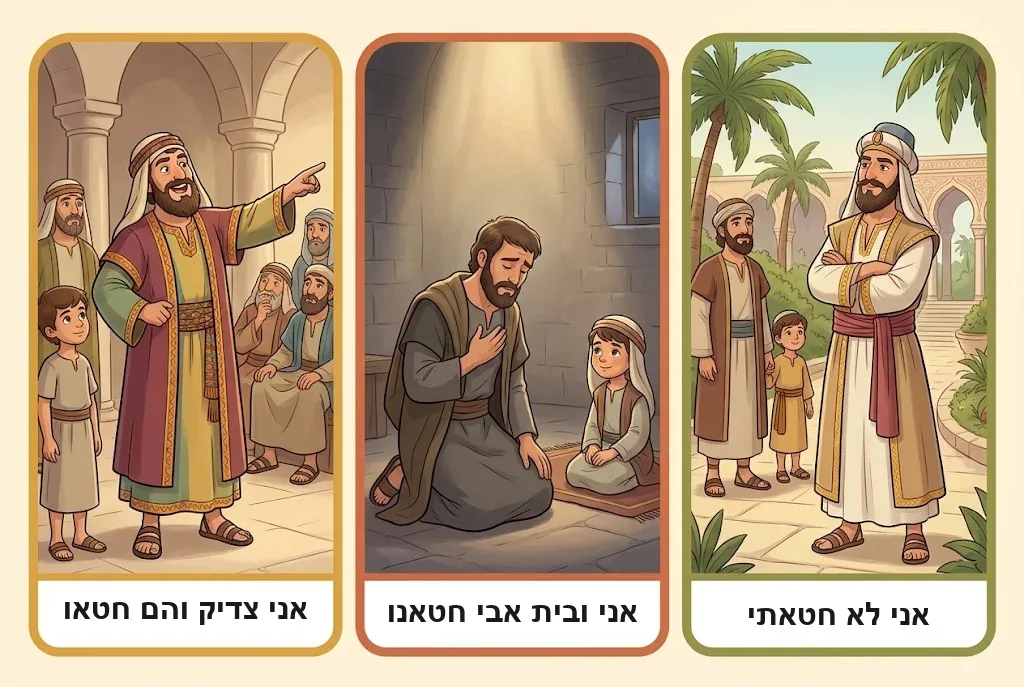 אני צדיק והם חטאו
אני ובית אבי חטאנו
אני לא חטאתי